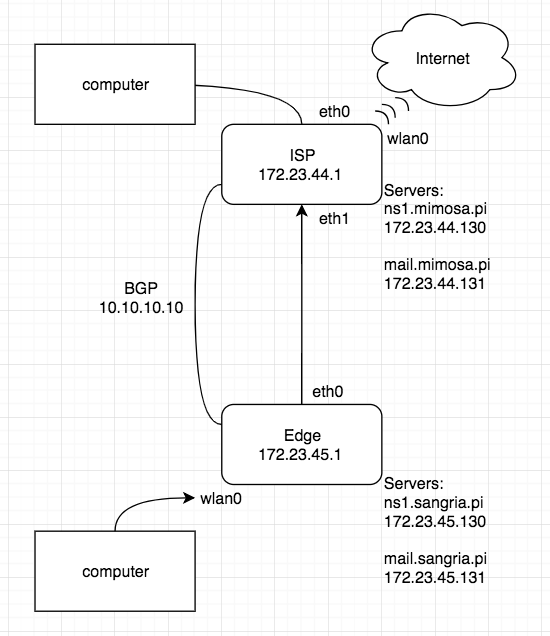 Internet
computer
eth0
wlan0
ISP
172.23.44.1
Servers:
ns1.mimosa.pi
172.23.44.130
eth1
mail.mimosa.pi
172.23.44.131
BGP
10.10.10.10
eth0
Edge
172.23.45.1
Servers:
ns1.sangria.pi
172.23.45.130
wlan0
mail.sangria.pi
172.23.45.131
computer